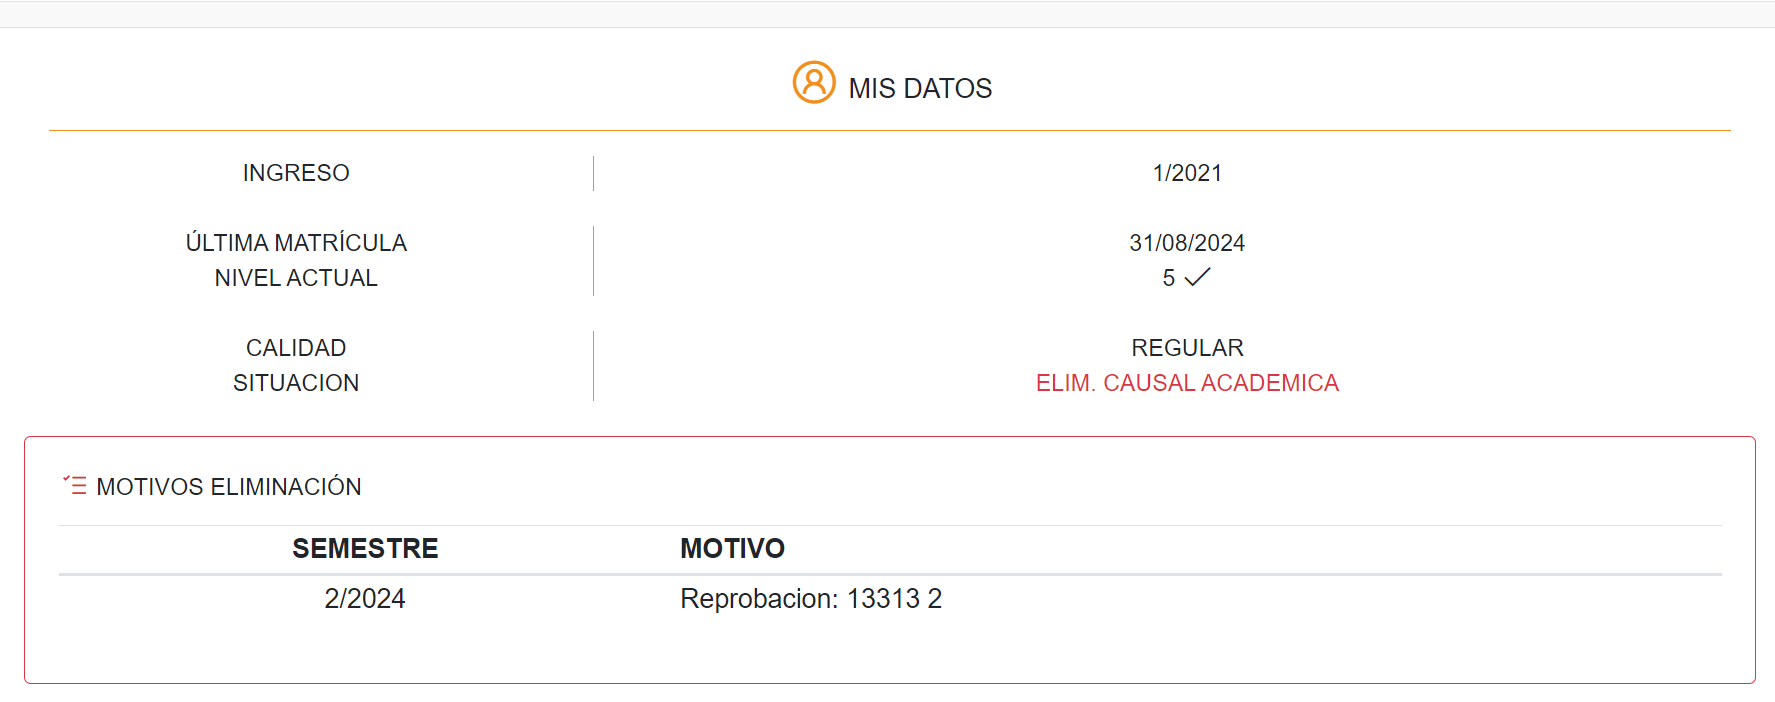 MIS DATOS
INGRESO 1/2021
ÚLTIMA MATRÍCULA 31/08/2024
NIVEL ACTUAL 5
CALIDAD REGULAR
SITUACION ELIM. CAUSAL ACADEMICA
MOTIVOS ELIMINACIÓN
SEMESTRE MOTIVO
2/2024 Reprobacion: 13313 2